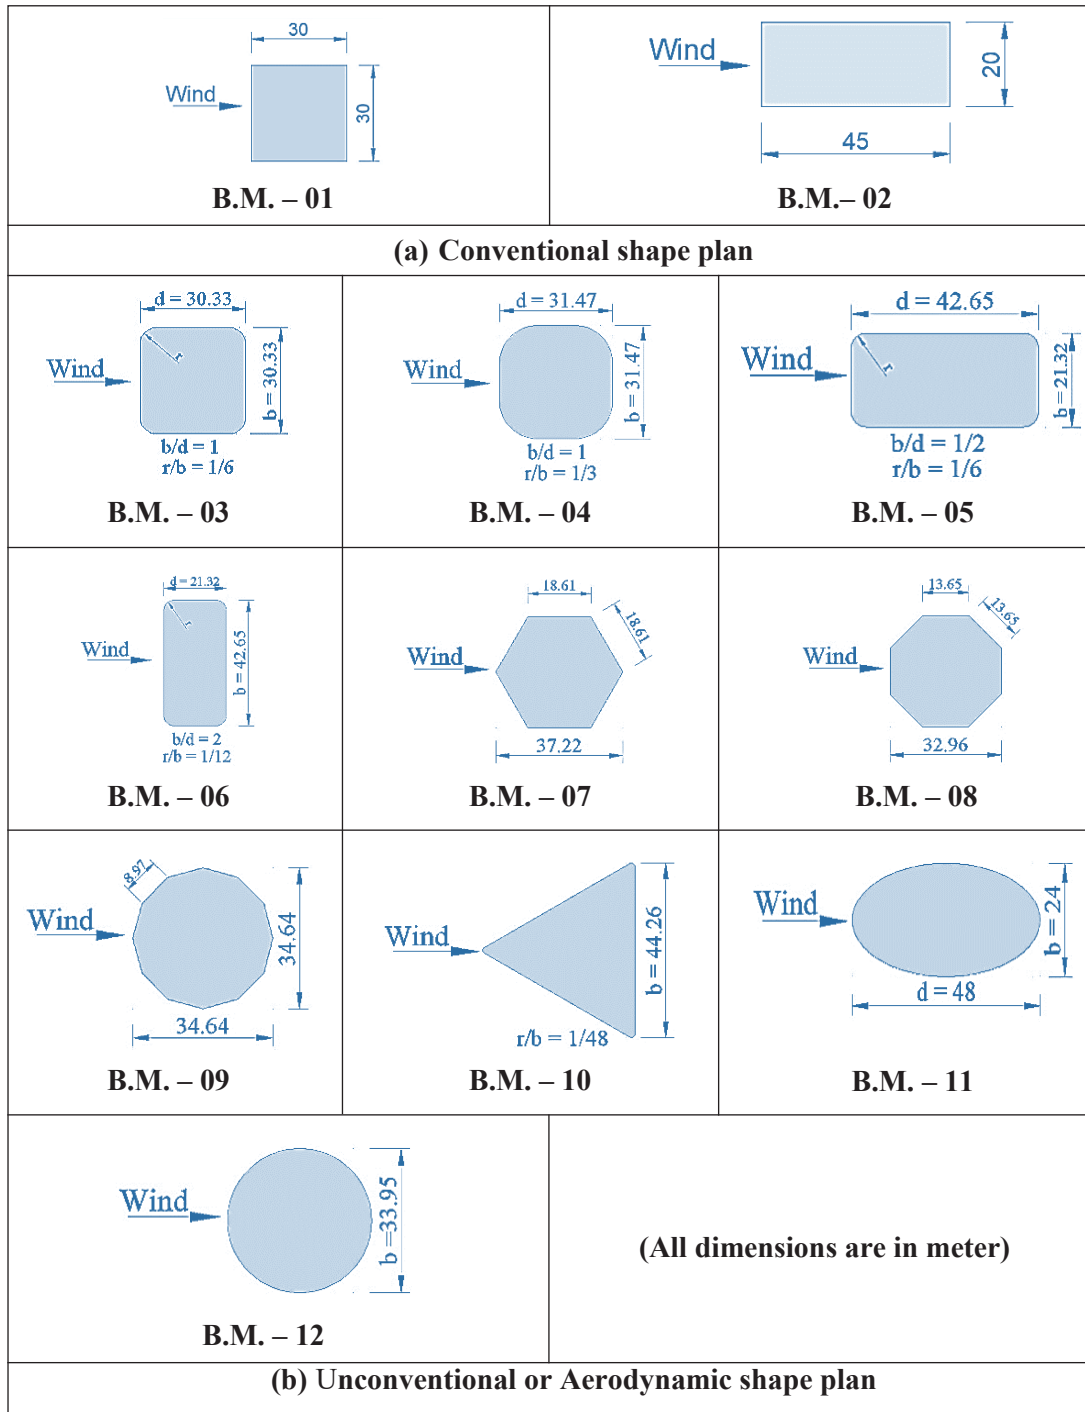 30
Wind
30
B.M. – 01
Wind
20
45
B.M.– 02
(a) Conventional shape plan
d = 30.33
Wind
r
b = 30.33
b/d = 1
r/b = 1/6
B.M. – 03
d = 31.47
Wind
b = 31.47
b/d = 1
r/b = 1/3
B.M. – 04
d = 42.65
Wind
r
b = 21.32
b/d = 1/2
r/b = 1/6
B.M. – 05
d = 21.32
r
Wind
b = 42.65
b/d = 2
r/b = 1/12
B.M. – 06
18.61
18.61
Wind
37.22
B.M. – 07
13.65
13.65
Wind
32.96
B.M. – 08
8.97
Wind
34.64
34.64
B.M. – 09
Wind
b = 44.26
r/b = 1/48
B.M. – 10
Wind
b = 24
d = 48
B.M. – 11
Wind
b =33.95
B.M. – 12
(All dimensions are in meter)
(b) Unconventional or Aerodynamic shape plan